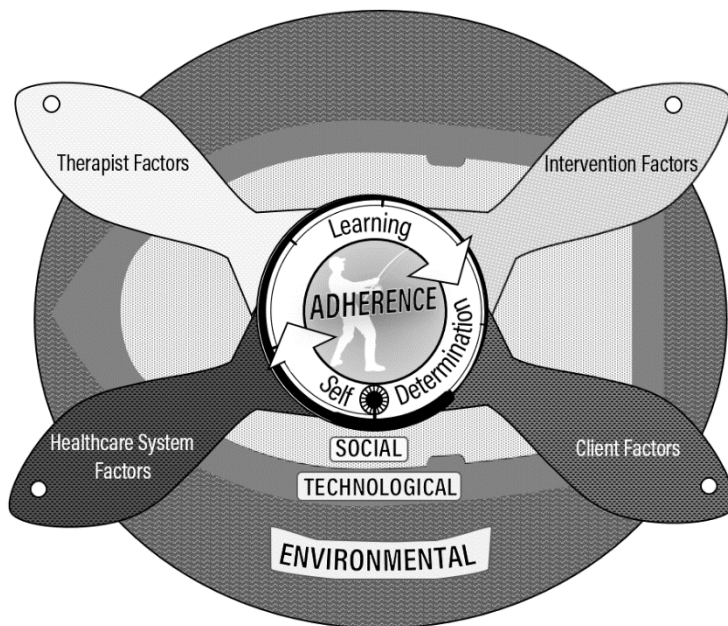 Therapist Factors
Intervention Factors
Learning
ADHERENCE
Self Determination
Healthcare System
Factors
Client Factors
SOCIAL
TECHNOLOGICAL
ENVIRONMENTAL